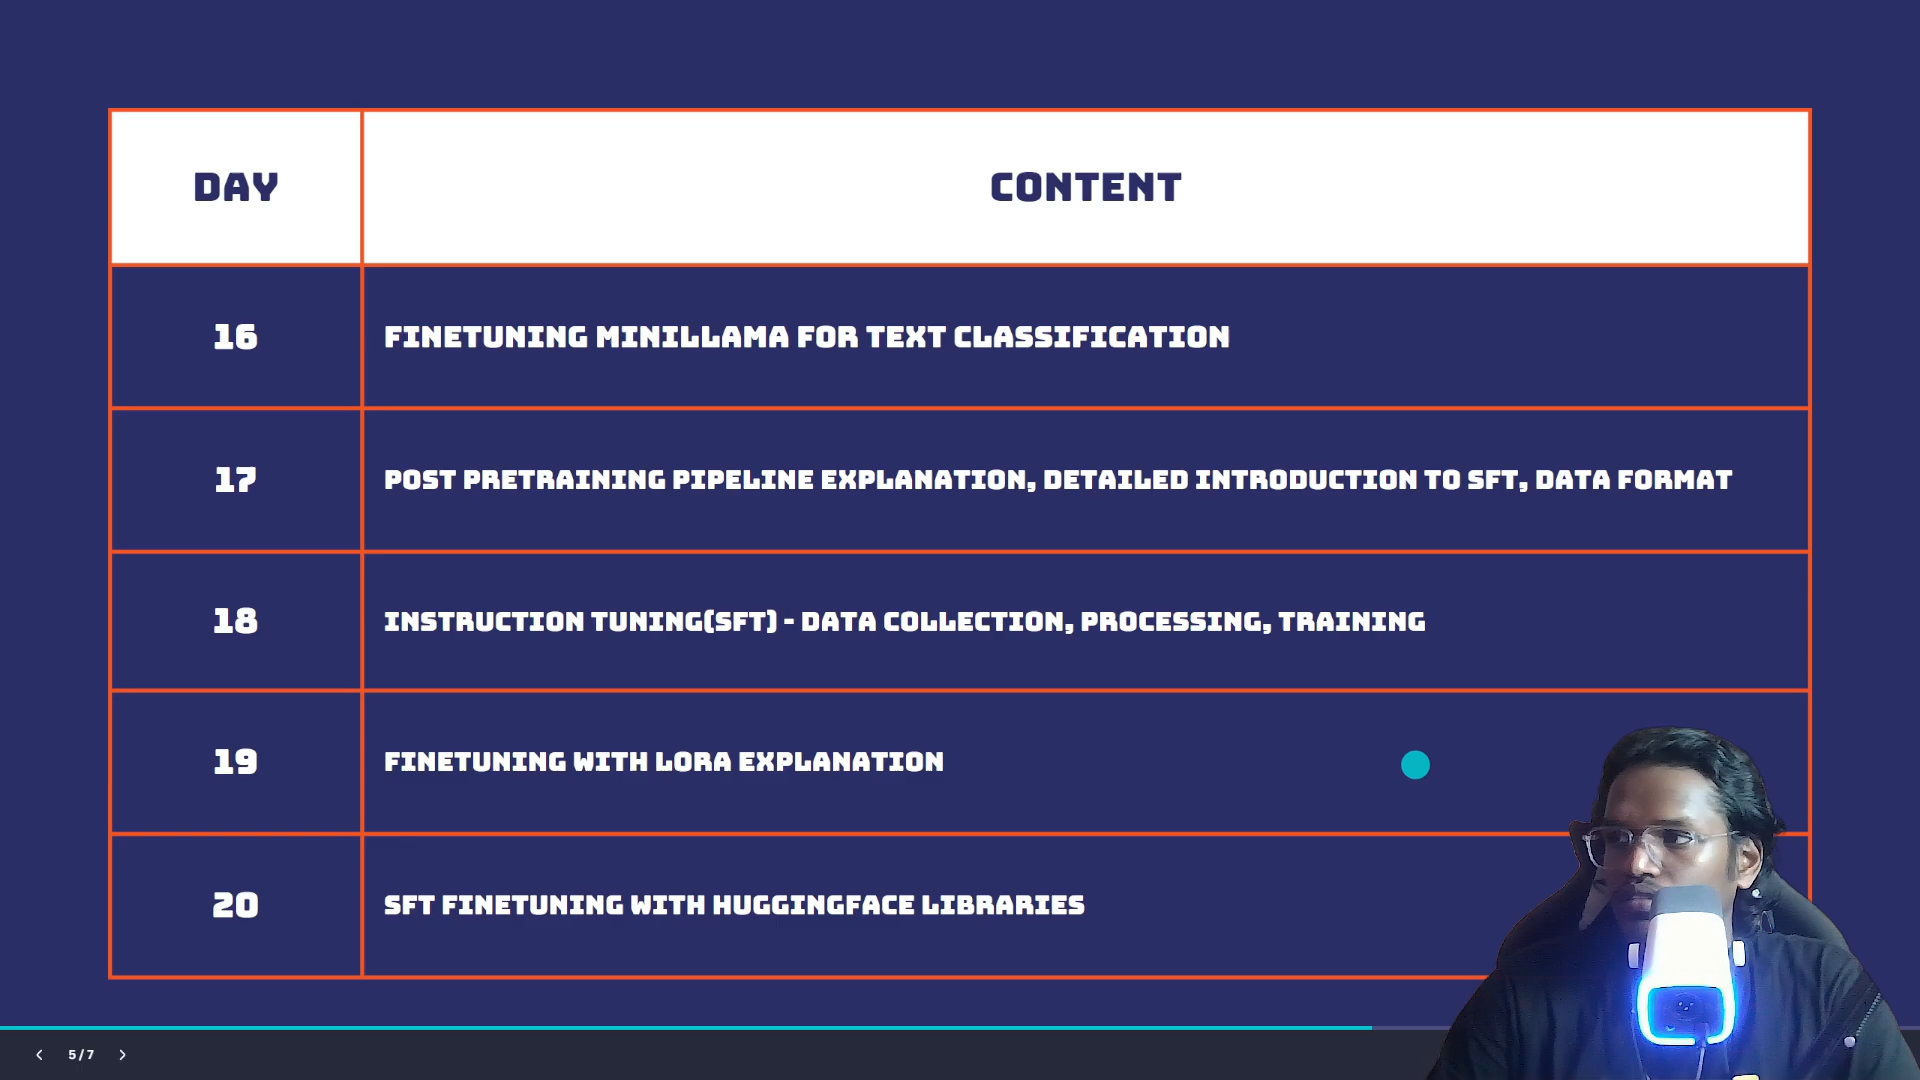 DAY
CONTENT
16
FINETUNING MINILLAMA FOR TEXT CLASSIFICATION
17
POST PRETRAINING PIPELINE EXPLANATION, DETAILED INTRODUCTION TO SFT, DATA FORMAT
18
INSTRUCTION TUNING(SFT) - DATA COLLECTION, PROCESSING, TRAINING
19
FINETUNING WITH LORA EXPLANATION
20
SFT FINETUNING WITH HUGGINGFACE LIBRARIES
5/7